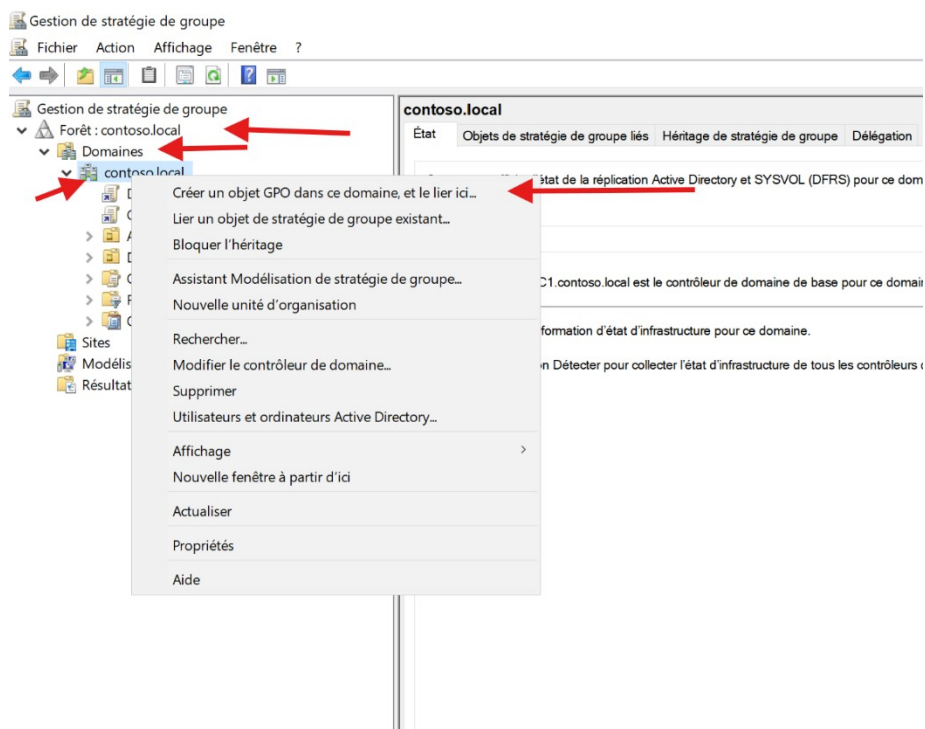 Gestion de stratégie de groupe
Fichier Action Affichage Fenêtre ?
Gestion de stratégie de groupe
Forêt : contoso.local
Domaines
contoso.local
Sites
Modélis
Résultat
Créer un objet GPO dans ce domaine, et le lier ici...
Lier un objet de stratégie de groupe existant...
Bloquer l'héritage
Assistant Modélisation de stratégie de groupe...
Nouvelle unité d'organisation
Rechercher...
Modifier le contrôleur de domaine...
Supprimer
Utilisateurs et ordinateurs Active Directory...
Affichage
Nouvelle fenêtre à partir d'ici
Actualiser
Propriétés
Aide
contoso.local
État Objets de stratégie de groupe liés Héritage de stratégie de groupe Délégation
état de la réplication Active Directory et SYSVOL (DFRS) pour ce dom
C1.contoso.local est le contrôleur de domaine de base pour ce domai
formation d'état d'infrastructure pour ce domaine.
n Détecter pour collecter l'état d'infrastructure de tous les contrôleurs